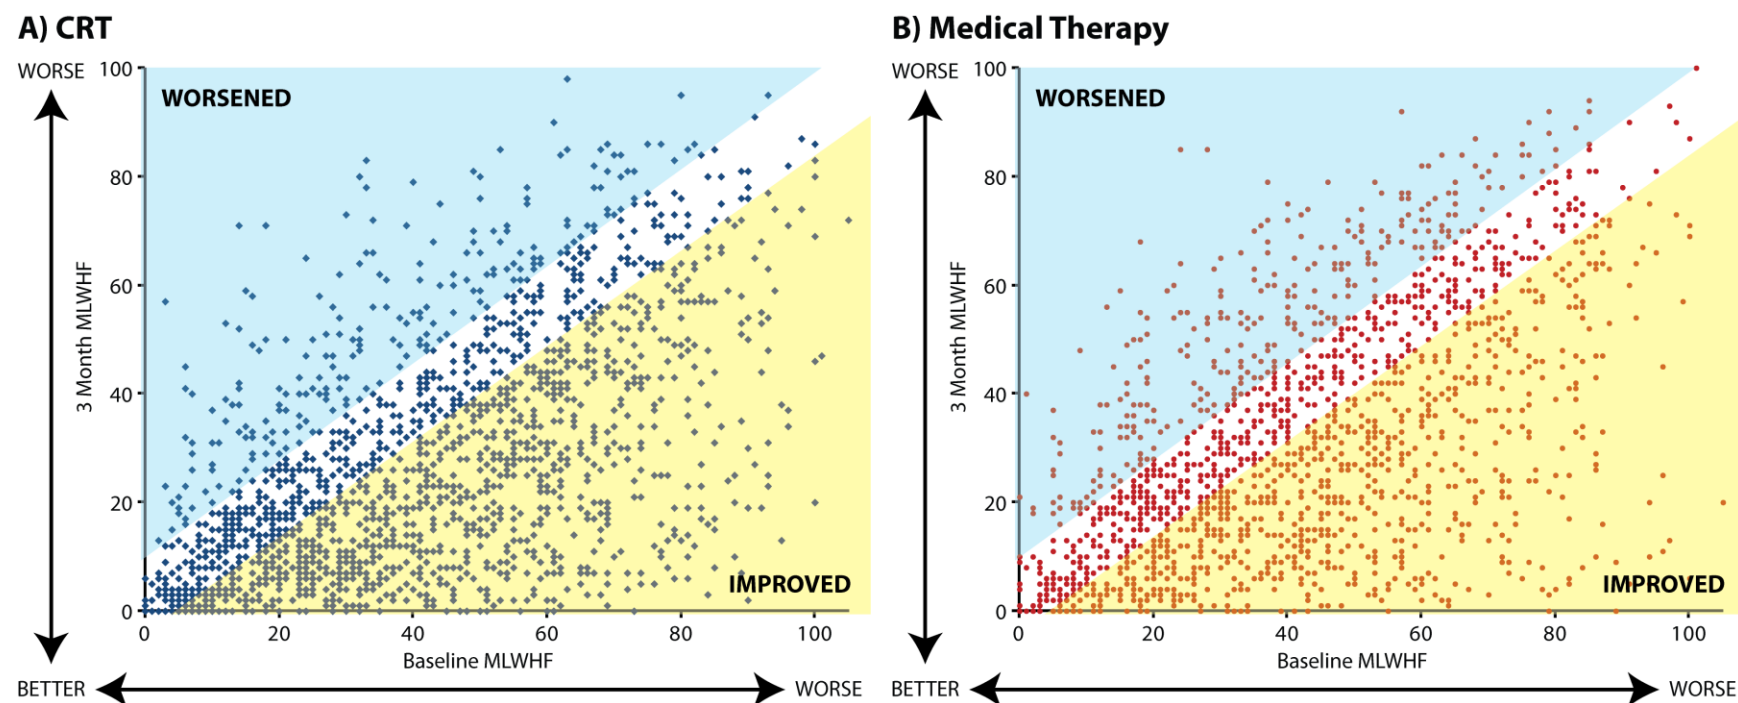 A) CRT
WORSE
100
WORSENED
80
60
3 Month MLWHF
40
20
IMPROVED
0
0 20 40 60 80 100
Baseline MLWHF
BETTER WORSE
B) Medical Therapy
WORSE
100
WORSENED
80
60
3 Month MLWHF
40
20
IMPROVED
0
0 20 40 60 80 100
Baseline MLWHF
BETTER WORSE